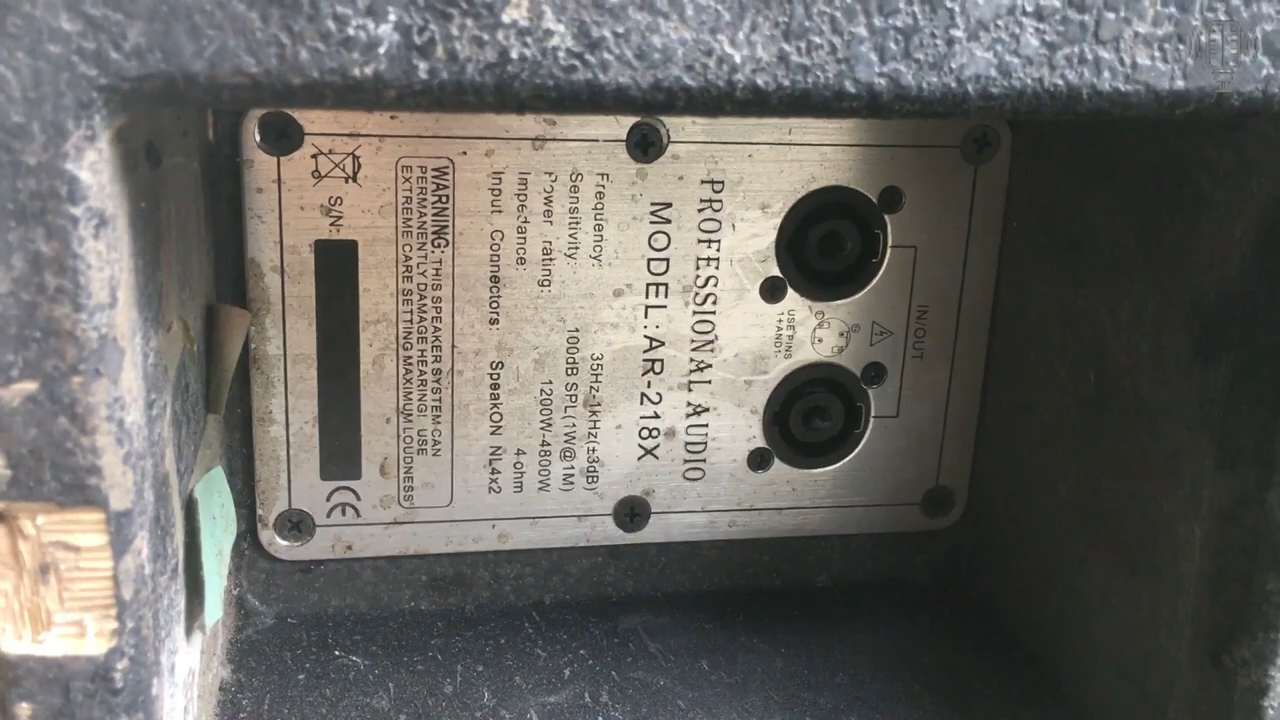 IN/OUT
USE PINS
1+AND1-
PROFESSIONAL AUDIO
MODEL:AR-218X
Frequency: 35Hz-1kHz(±3dB)
Sensitivity: 100dB SPL(1W@1M)
Power rating: 1200W-4800W
Impedance: 4-ohm
Input Connectors: SpeakON NL4x2
WARNING: THIS SPEAKER SYSTEM CAN
PERMANENTLY DAMAGE HEARING! USE
EXTREME CARE SETTING MAXIMUM LOUDNESS
S/N:
CE